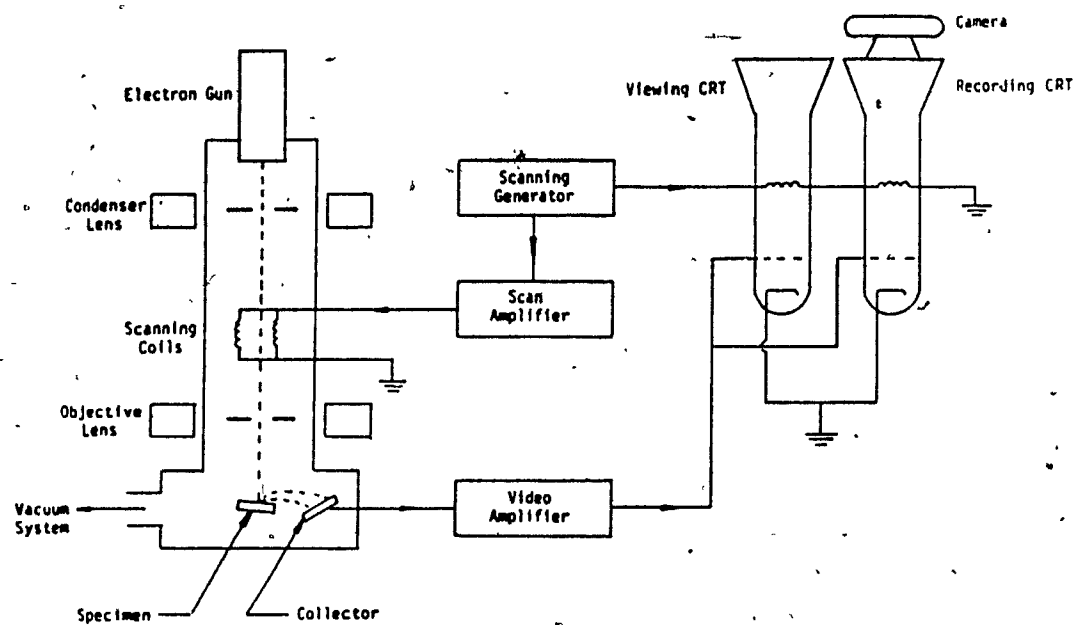 Camera
Electron Gun
Viewing CRT
Recording CRT
Scanning
Generator
Condenser
Lens
Scan
Amplifier
Scanning
Coils
Objective
Lens
Video
Amplifier
Vacuum
System
Specimen
Collector